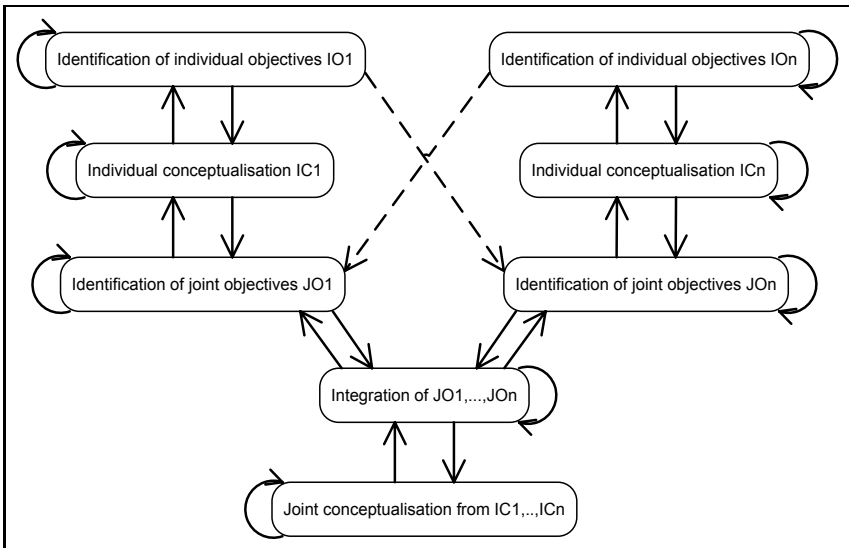 Identification of individual objectives IO1
Identification of individual objectives IOn
Individual conceptualisation IC1
Individual conceptualisation ICn
Identification of joint objectives JO1
Identification of joint objectives JOn
Integration of JO1,...,JOn
Joint conceptualisation from IC1,..,ICn